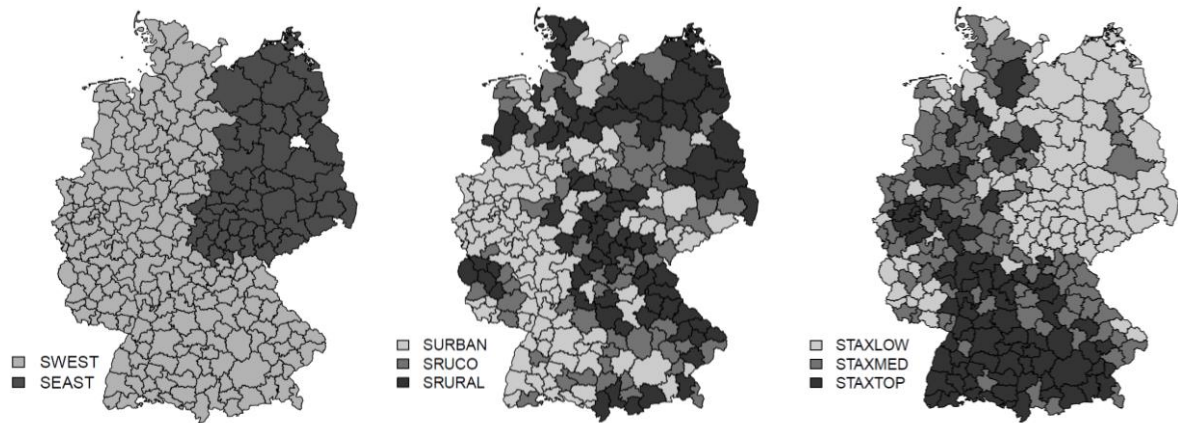 SWEST
SEAST
SURBAN
SRUCO
SRURAL
STAXLOW
STAXMED
STAXTOP